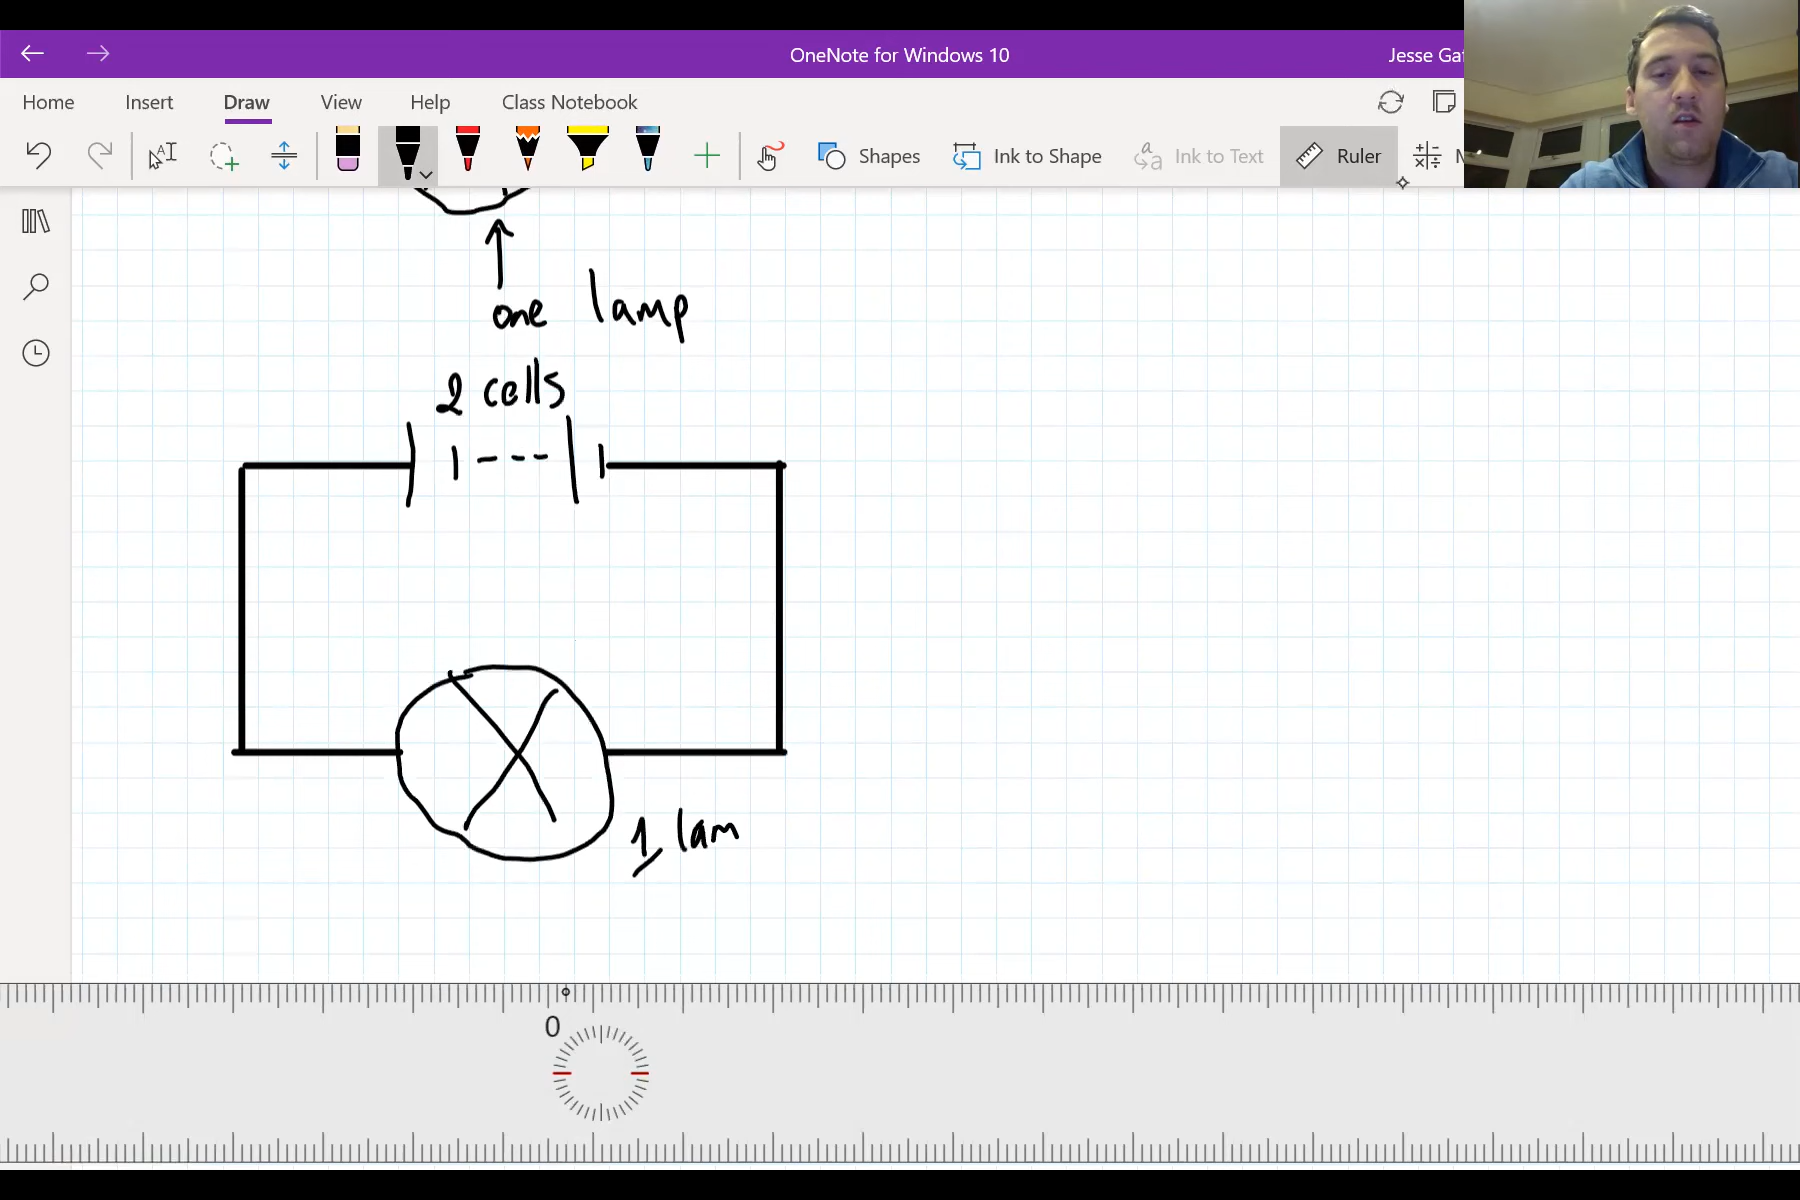 OneNote for Windows 10
Jesse Gaf
Home Insert Draw View Help Class Notebook
Shapes Ink to Shape Ink to Text Ruler M
one lamp
2 cells
1 lam
0